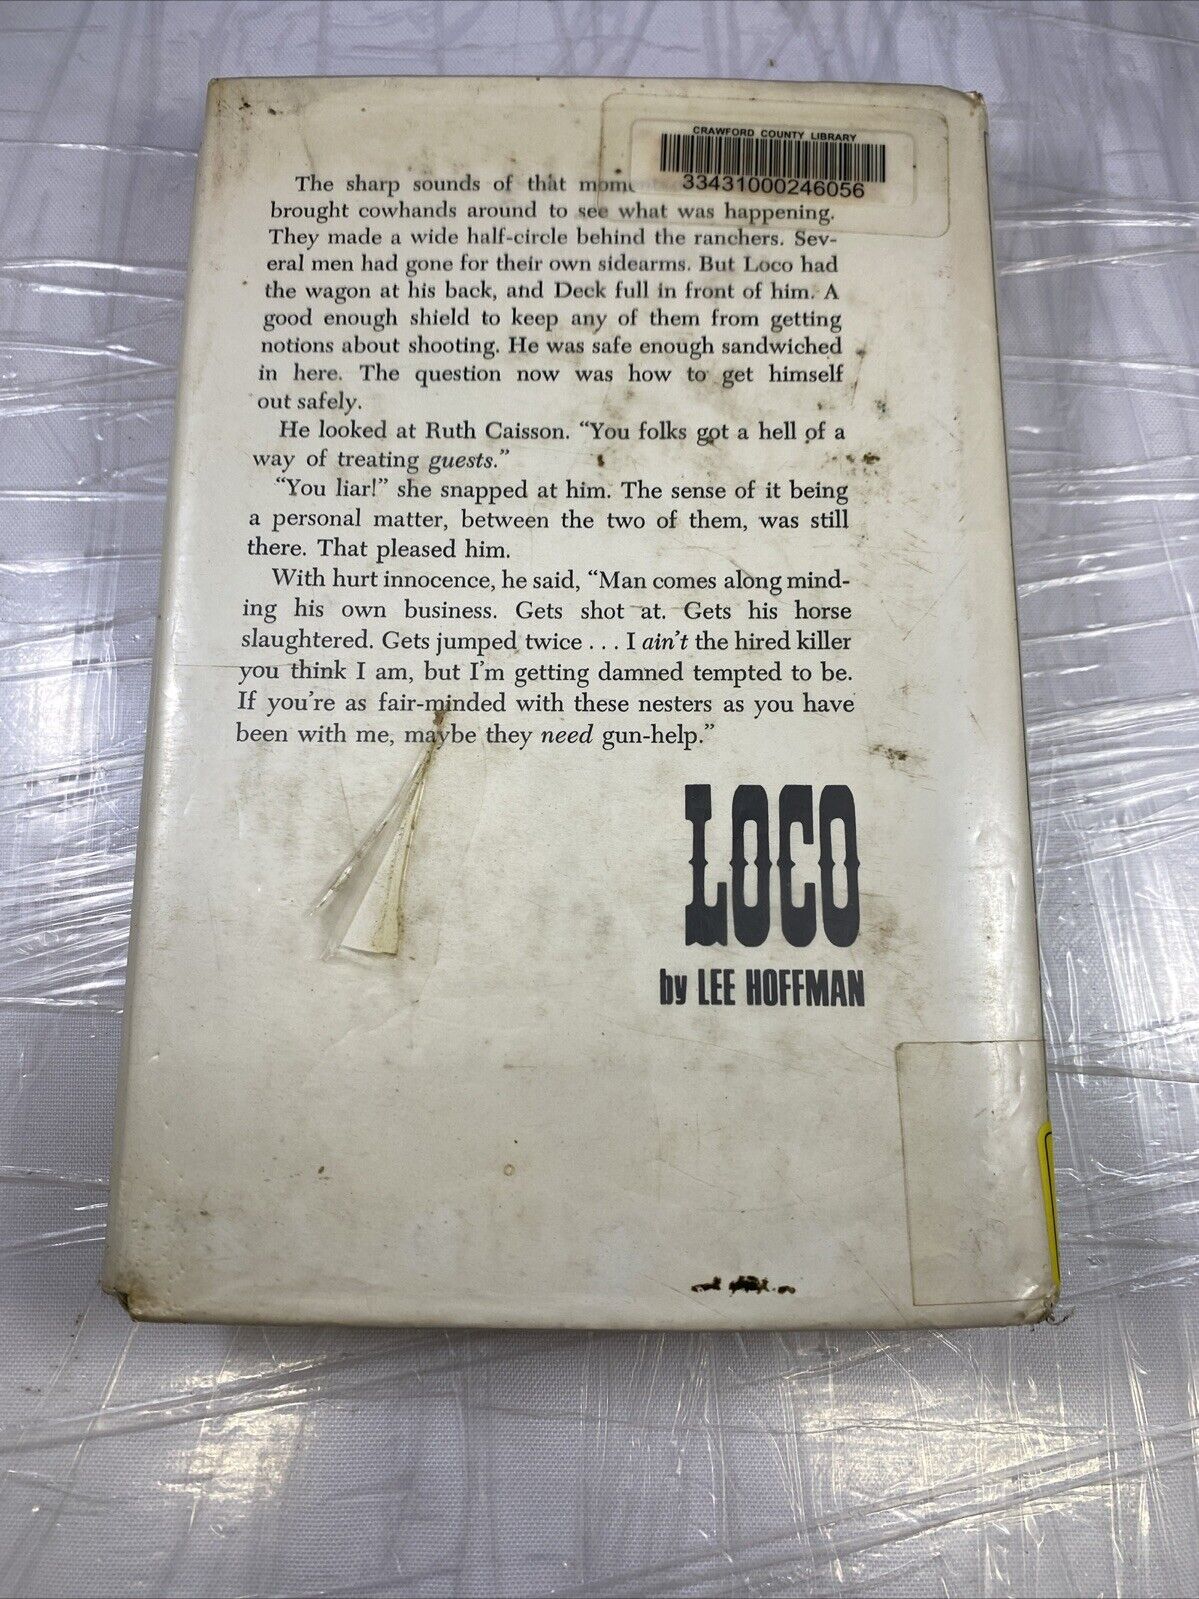 CRAWFORD COUNTY LIBRARY
33431000246056
The sharp sounds of that mome
brought cowhands around to see what was happening.
They made a wide half-circle behind the ranchers. Sev-
eral men had gone for their own sidearms. But Loco had
the wagon at his back, and Deck full in front of him. A
good enough shield to keep any of them from getting
notions about shooting. He was safe enough sandwiched
in here. The question now was how to get himself
out safely.
He looked at Ruth Caisson. “You folks got a hell of a
way of treating guests.”
“You liar!” she snapped at him. The sense of it being
a personal matter, between the two of them, was still
there. That pleased him.
With hurt innocence, he said, “Man comes along mind-
ing his own business. Gets shot at. Gets his horse
slaughtered. Gets jumped twice . . . I ain’t the hired killer
you think I am, but I’m getting damned tempted to be.
If you’re as fair-minded with these nesters as you have
been with me, maybe they need gun-help.”
LOCO
by LEE HOFFMAN